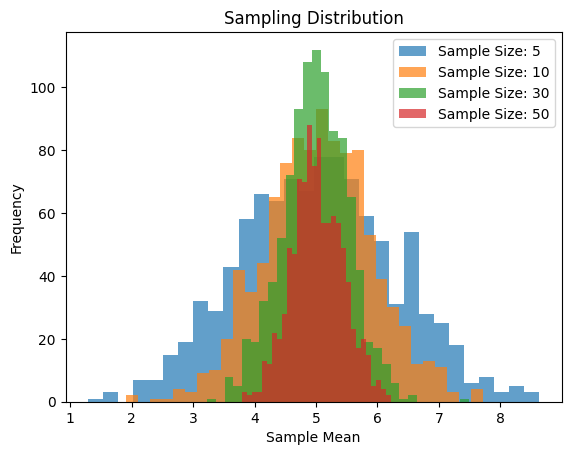 Sampling Distribution
Sample Size: 5
Sample Size: 10
Sample Size: 30
Sample Size: 50
Frequency
100
80
60
40
20
0
1 2 3 4 5 6 7 8
Sample Mean